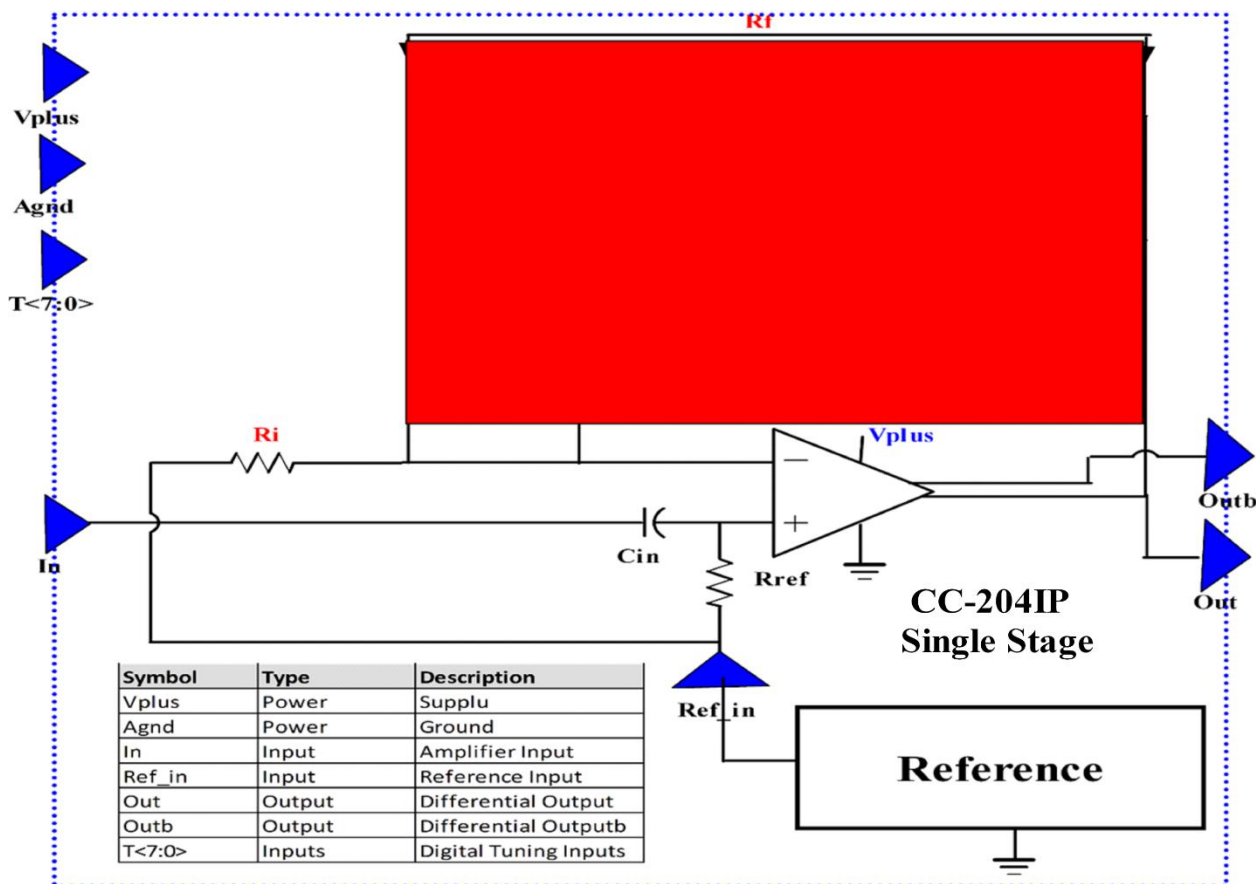 Rf
Vplus
Agnd
T<7:0>
Ri
Vplus
Outb
In
Cin
Rref
Out
CC-204IP
Single Stage
Ref_in
Reference
Symbol Type Description
Vplus Power Supplu
Agnd Power Ground
In Input Amplifier Input
Ref_in Input Reference Input
Out Output Differential Output
Outb Output Differential Outputb
T<7:0> Inputs Digital Tuning Inputs